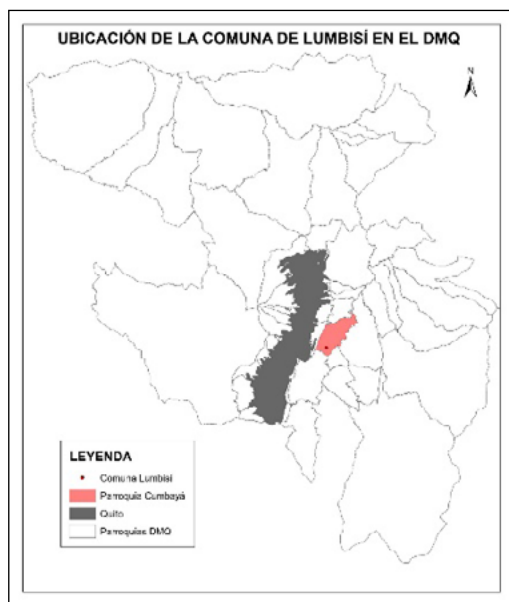 UBICACIÓN DE LA COMUNA DE LUMBISÍ EN EL DMQ
N
LEYENDA
Comuna Lumbisí
Parroquia Cumbayá
Quito
Parroquias DMQ